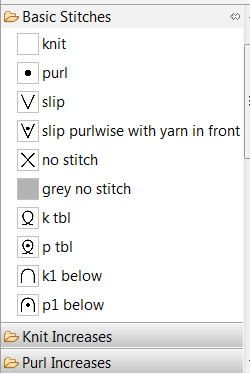 Basic Stitches
knit
purl
slip
slip purlwise with yarn in front
no stitch
grey no stitch
k tbl
p tbl
k1 below
p1 below
Knit Increases
Purl Increases